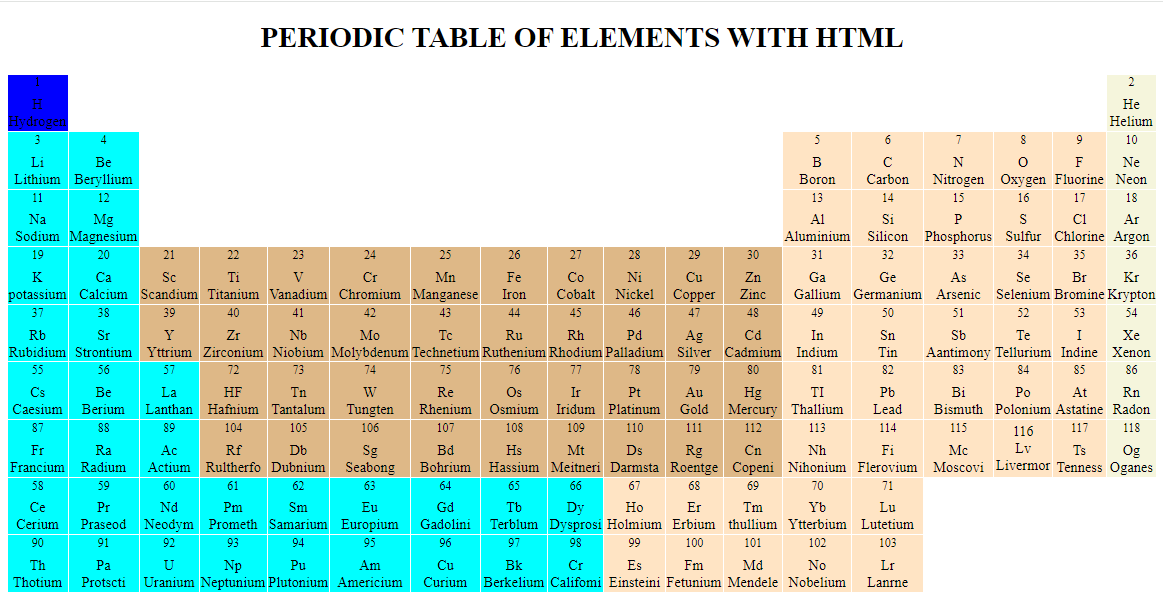 PERIODIC TABLE OF ELEMENTS WITH HTML
1 2
H He
Hydrogen Helium
3 4 5 6 7 8 9 10
Li Be B C N O F Ne
Lithium Beryllium Boron Carbon Nitrogen Oxygen Fluorine Neon
11 12 13 14 15 16 17 18
Na Mg Al Si P S Cl Ar
Sodium Magnesium Aluminium Silicon Phosphorus Sulfur Chlorine Argon
19 20 21 22 23 24 25 26 27 28 29 30 31 32 33 34 35 36
K Ca Sc Ti V Cr Mn Fe Co Ni Cu Zn Ga Ge As Se Br Kr
potassium Calcium Scandium Titanium Vanadium Chromium Manganese Iron Cobalt Nickel Copper Zinc Gallium Germanium Arsenic Selenium Bromine Krypton
37 38 39 40 41 42 43 44 45 46 47 48 49 50 51 52 53 54
Rb Sr Y Zr Nb Mo Tc Ru Rh Pd Ag Cd In Sn Sb Te I Xe
Rubidium Strontium Yttrium Zirconium Niobium Molybdenum Technetium Ruthenium Rhodium Palladium Silver Cadmium Indium Tin Aantimony Tellurium Indine Xenon
55 56 57 72 73 74 75 76 77 78 79 80 81 82 83 84 85 86
Cs Be La HF Tn W Re Os Ir Pt Au Hg TI Pb Bi Po At Rn
Caesium Berium Lanthan Hafnium Tantalum Tungten Rhenium Osmium Iridum Platinum Gold Mercury Thallium Lead Bismuth Polonium Astatine Radon
87 88 89 104 105 106 107 108 109 110 111 112 113 114 115 116 117 118
Fr Ra Ac Rf Db Sg Bd Hs Mt Ds Rg Cn Nh Fi Mc Lv Ts Og
Francium Radium Actium Rultherfo Dubnium Seabong Bohrium Hassium Meitneri Darmsta Roentge Copeni Nihonium Flerovium Moscovi Livermor Tenness Oganes
58 59 60 61 62 63 64 65 66 67 68 69 70 71
Ce Pr Nd Pm Sm Eu Gd Tb Dy Ho Er Tm Yb Lu
Cerium Praseod Neodym Prometh Samarium Europium Gadolini Terblum Dysprosi Holmium Erbium thullium Ytterbium Lutetium
90 91 92 93 94 95 96 97 98 99 100 101 102 103
Th Pa U Np Pu Am Cu Bk Cr Es Fm Md No Lr
Thotium Protscti Uranium Neptunium Plutonium Americium Curium Berkelium Califomi Einsteini Fetunium Mendele Nobelium Lanrne